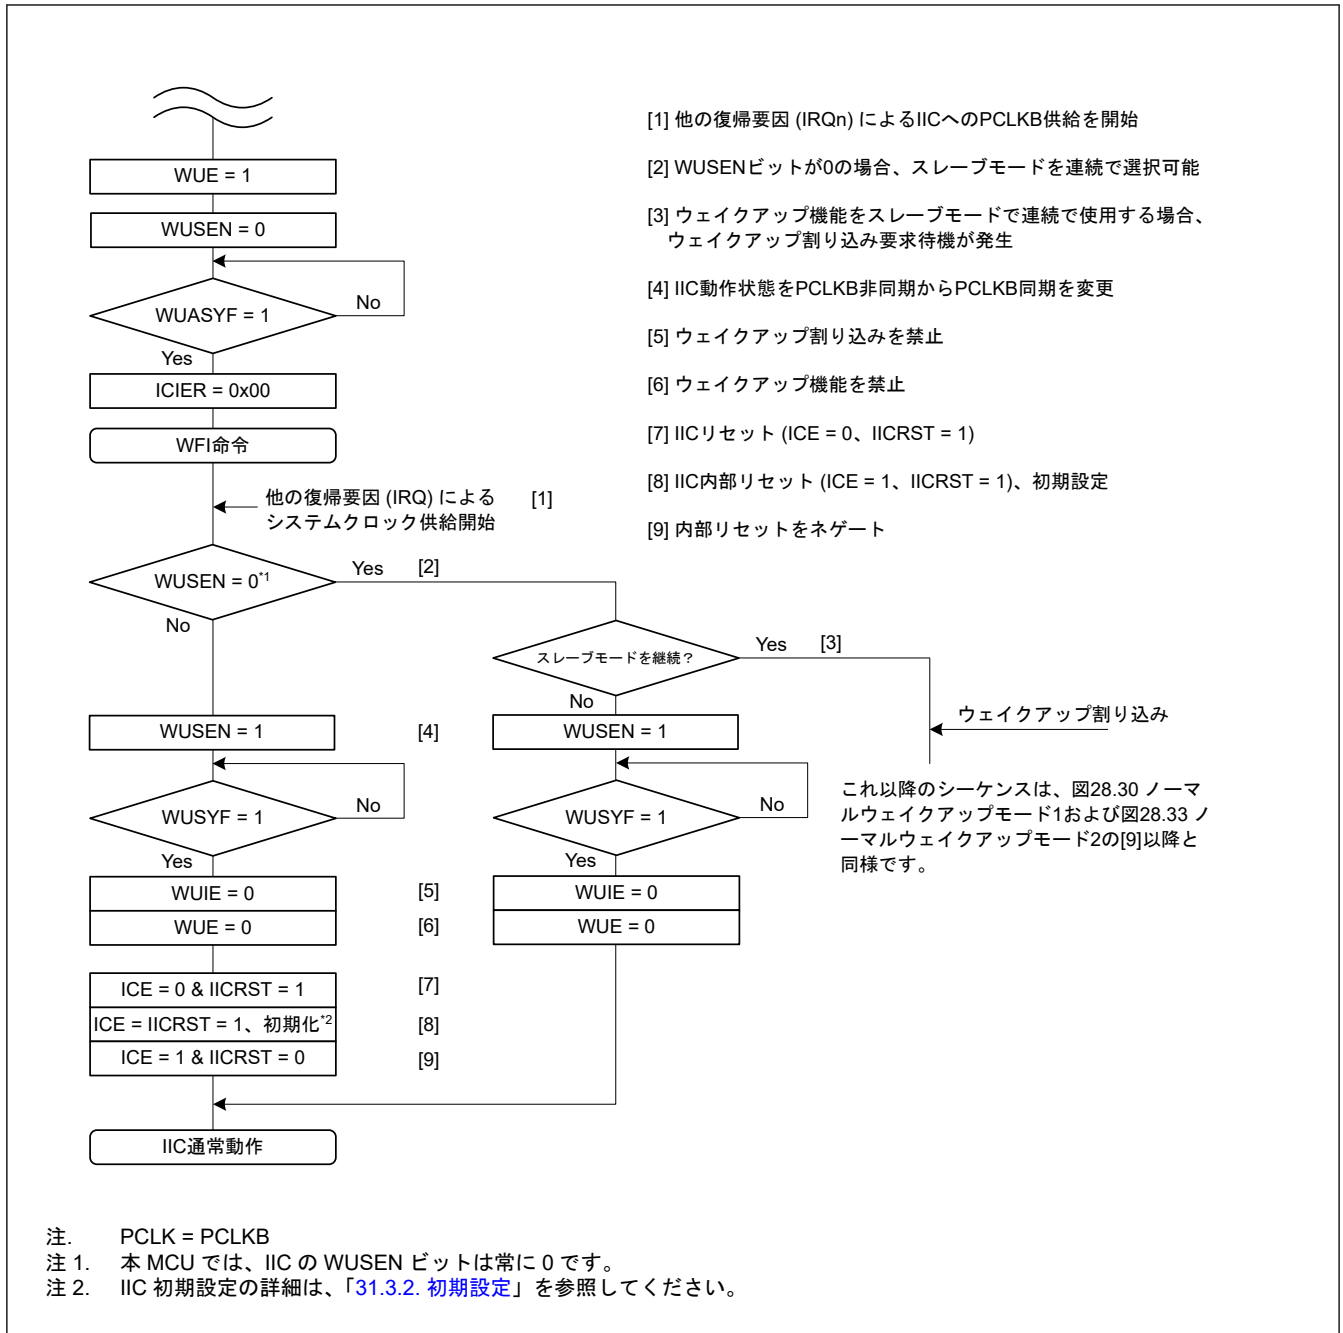 WUE = 1
WUSEN = 0
WUASYF = 1
No
Yes
ICIER = 0x00
WFI命令
他の復帰要因 (IRQ) による
システムクロック供給開始
[1]
WUSEN = 0*1
Yes
[2]
No
スレーブモードを継続？
Yes
[3]
No
ウェイクアップ割り込み
WUSEN = 1
[4]
WUSEN = 1
WUSYF = 1
No
Yes
WUSYF = 1
No
Yes
これ以降のシーケンスは、図28.30 ノーマ
ルウェイクアップモード1および図28.33 ノ
ーマルウェイクアップモード2の[9]以降と
同様です。
WUIE = 0
[5]
WUIE = 0
WUE = 0
[6]
WUE = 0
ICE = 0 & IICRST = 1
[7]
ICE = IICRST = 1、初期化*2
[8]
ICE = 1 & IICRST = 0
[9]
IIC通常動作
[1] 他の復帰要因 (IRQn) によるIICへのPCLKB供給を開始
[2] WUSENビットが0の場合、スレーブモードを連続で選択可能
[3] ウェイクアップ機能をスレーブモードで連続で使用する場合、
ウェイクアップ割り込み要求待機が発生
[4] IIC動作状態をPCLKB非同期からPCLKB同期を変更
[5] ウェイクアップ割り込みを禁止
[6] ウェイクアップ機能を禁止
[7] IICリセット (ICE = 0、IICRST = 1)
[8] IIC内部リセット (ICE = 1、IICRST = 1)、初期設定
[9] 内部リセットをネゲート
注. PCLK = PCLKB
注 1. 本 MCU では、IIC の WUSEN ビットは常に 0 です。
注 2. IIC 初期設定の詳細は、「31.3.2. 初期設定」を参照してください。